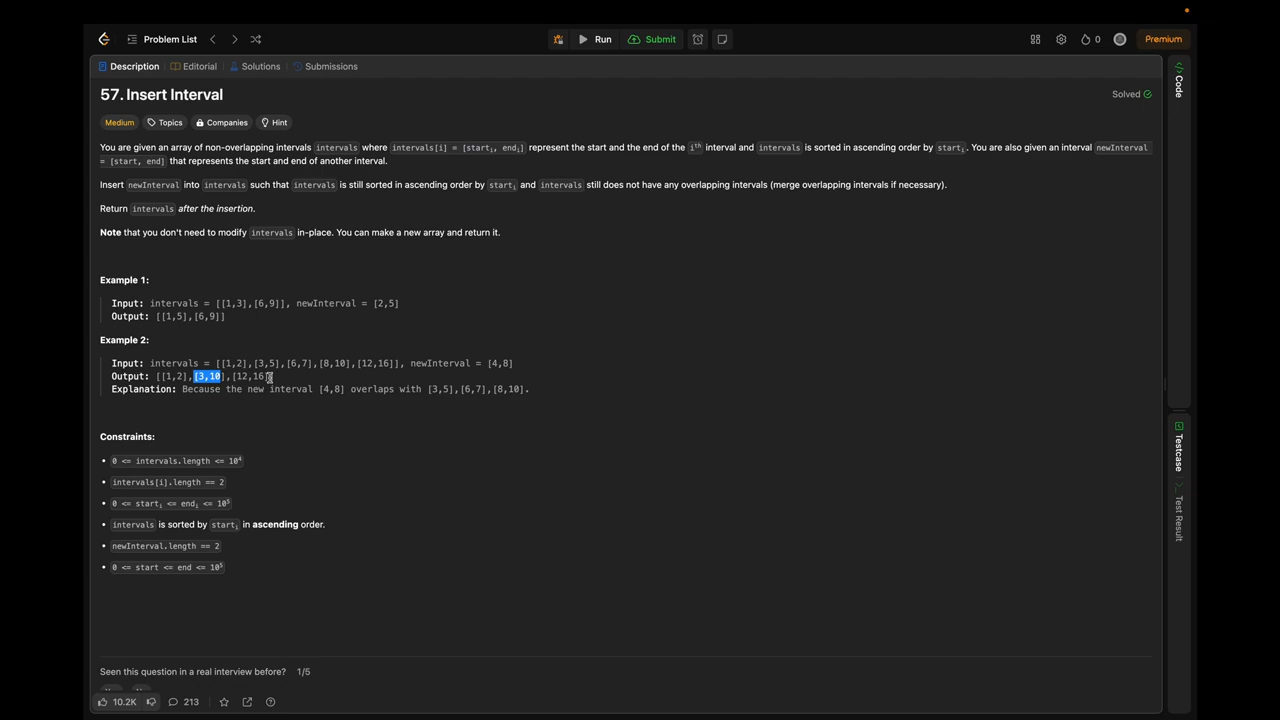 Problem List
Run
Submit
0
Premium
Description
Editorial
Solutions
Submissions
57. Insert Interval
Solved
Medium
Topics
Companies
Hint
You are given an array of non-overlapping intervals intervals where intervals[i] = [starti, endi] represent the start and the end of the ith interval and intervals is sorted in ascending order by starti. You are also given an interval newInterval
= [start, end] that represents the start and end of another interval.
Insert newInterval into intervals such that intervals is still sorted in ascending order by starti and intervals still does not have any overlapping intervals (merge overlapping intervals if necessary).
Return intervals after the insertion.
Note that you don't need to modify intervals in-place. You can make a new array and return it.
Example 1:
Input: intervals = [[1,3],[6,9]], newInterval = [2,5]
Output: [[1,5],[6,9]]
Example 2:
Input: intervals = [[1,2],[3,5],[6,7],[8,10],[12,16]], newInterval = [4,8]
Output: [[1,2],[3,10],[12,16]
Explanation: Because the new interval [4,8] overlaps with [3,5],[6,7],[8,10].
Constraints:
• 0 <= intervals.length <= 10⁴
• intervals[i].length == 2
• 0 <= starti <= endi <= 10⁵
• intervals is sorted by starti in ascending order.
• newInterval.length == 2
• 0 <= start <= end <= 10⁵
Seen this question in a real interview before? 1/5
10.2K
213
Code
Testcase
Test Result